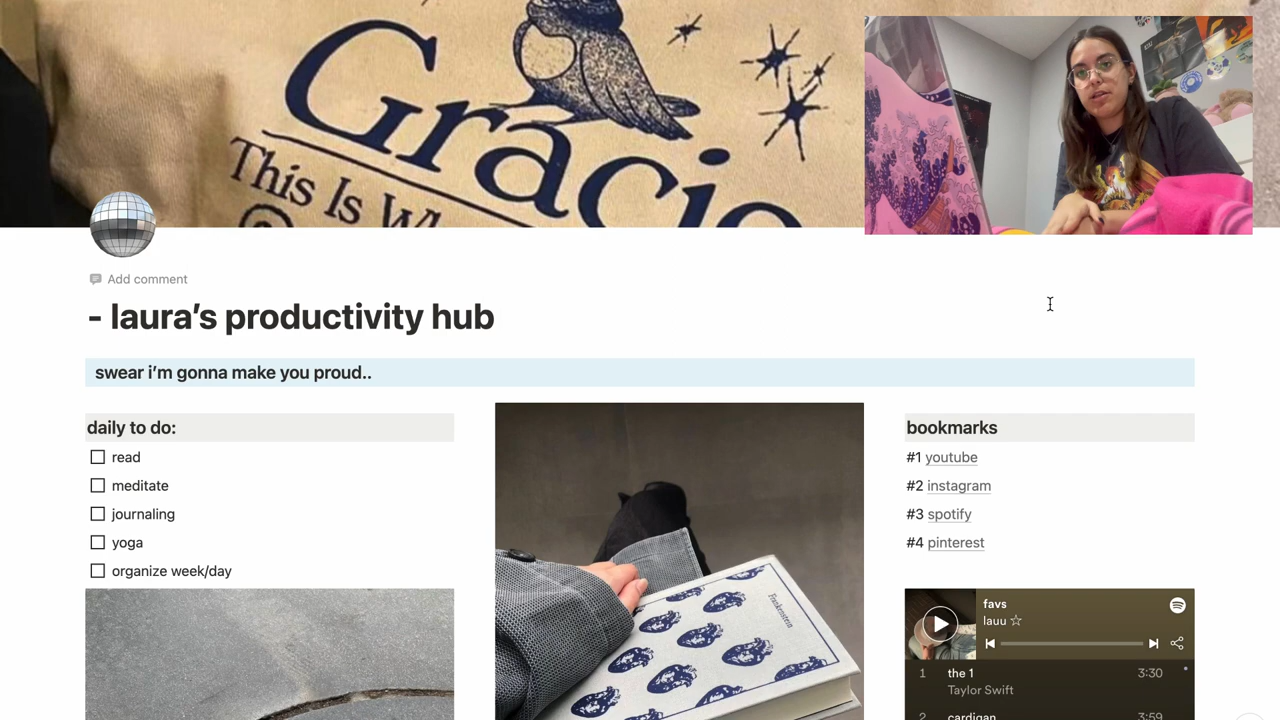 Gracie
This Is Wh
Add comment
- laura's productivity hub
swear i'm gonna make you proud..
daily to do:
read
meditate
journaling
yoga
organize week/day
Frankenstein
bookmarks
#1 youtube
#2 instagram
#3 spotify
#4 pinterest
favs
lauu ☆
1 the 1 3:30
Taylor Swift
2 cardigan 3:59